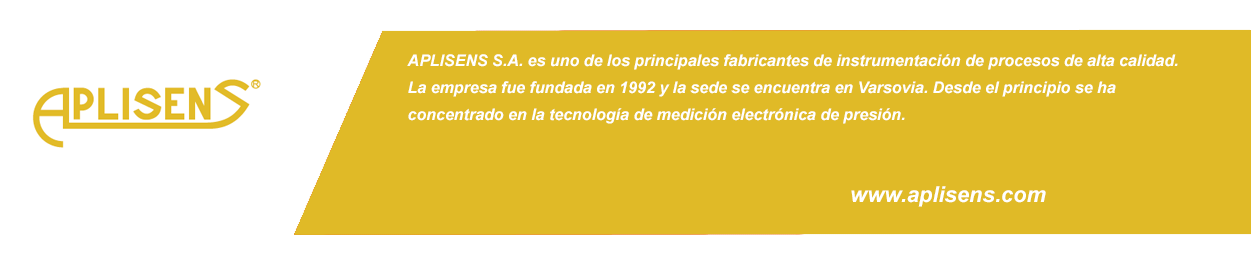 APLISENS®
APLISENS S.A. es uno de los principales fabricantes de instrumentación de procesos de alta calidad.
La empresa fue fundada en 1992 y la sede se encuentra en Varsovia. Desde el principio se ha
concentrado en la tecnología de medición electrónica de presión.
www.aplisens.com